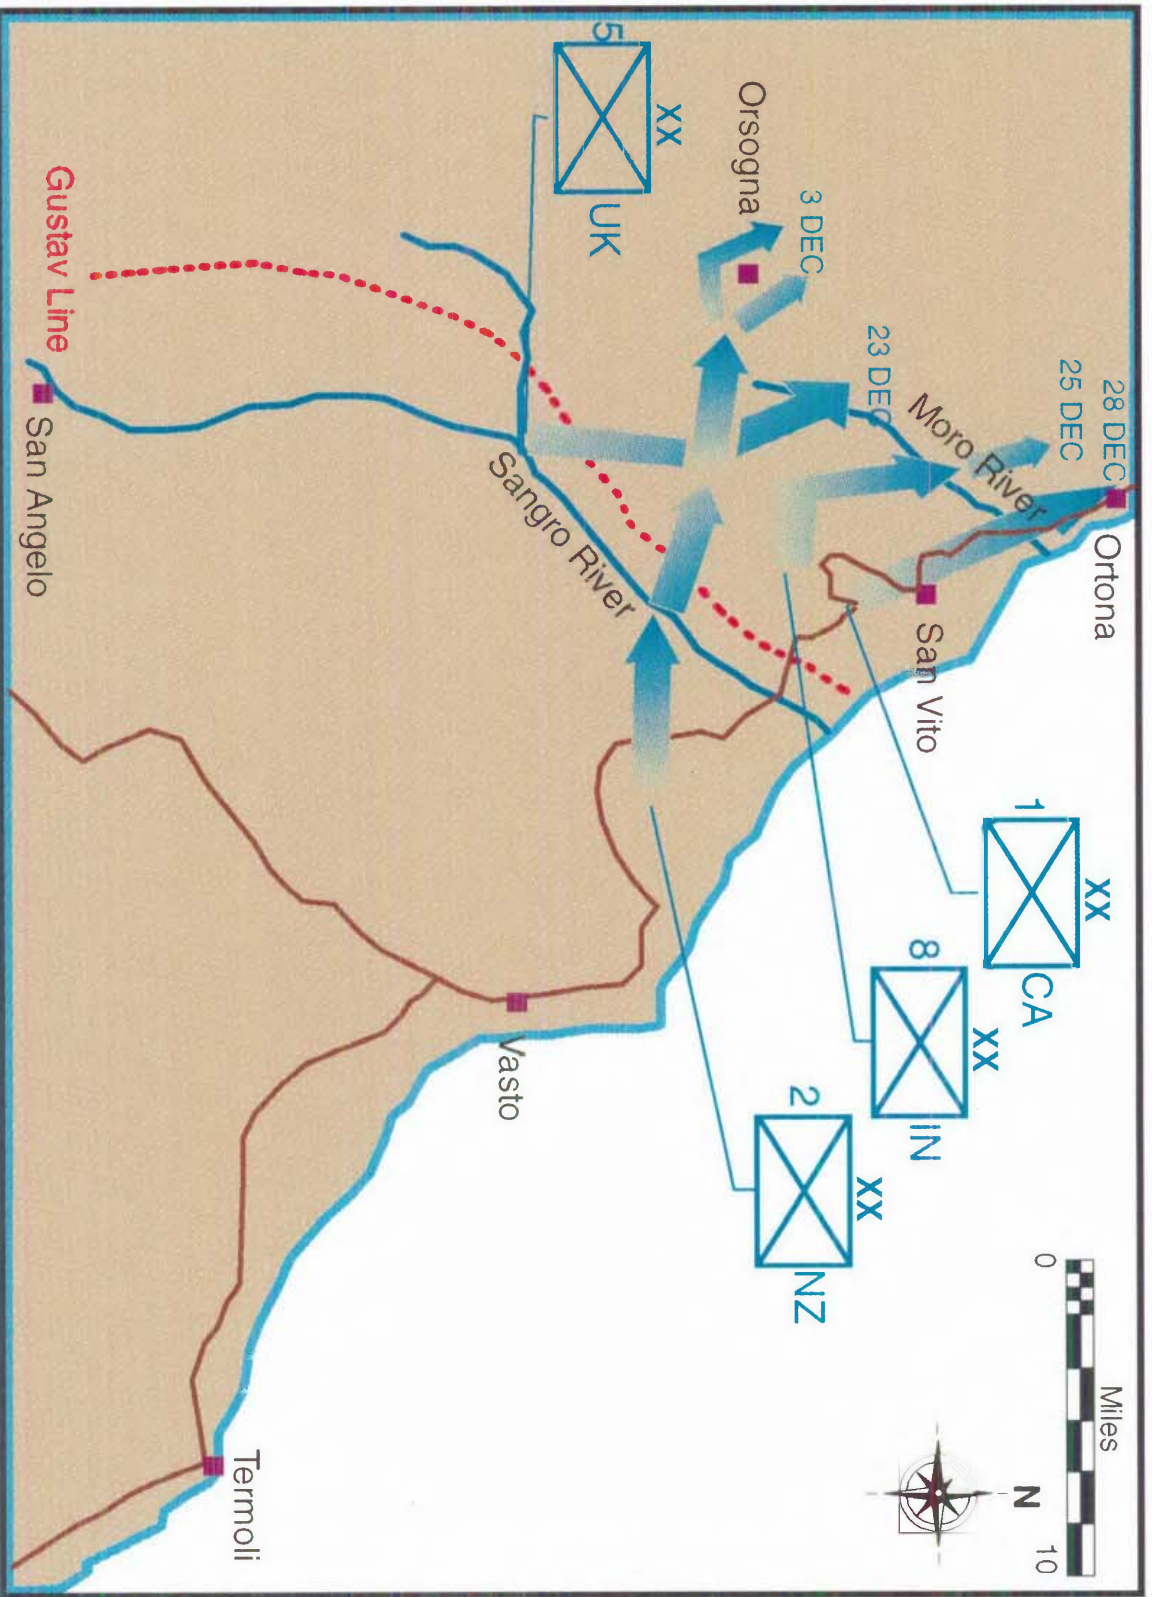 Miles
0
10
N
28 DEC
25 DEC
Ortona
XX
1
CA
Moro River
San Vito
XX
8
IN
23 DEC
3 DEC
XX
2
NZ
Orsogna
XX
5
UK
Sangro River
Vasto
Termoli
Gustav Line
San Angelo